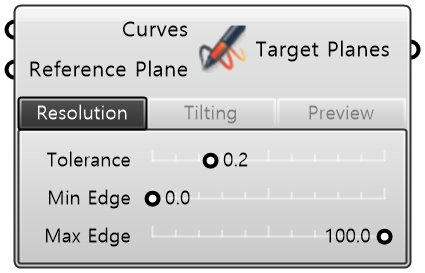 Curves
Reference Plane
Target Planes
Resolution Tilting Preview
Tolerance 0.2
Min Edge 0.0
Max Edge 100.0